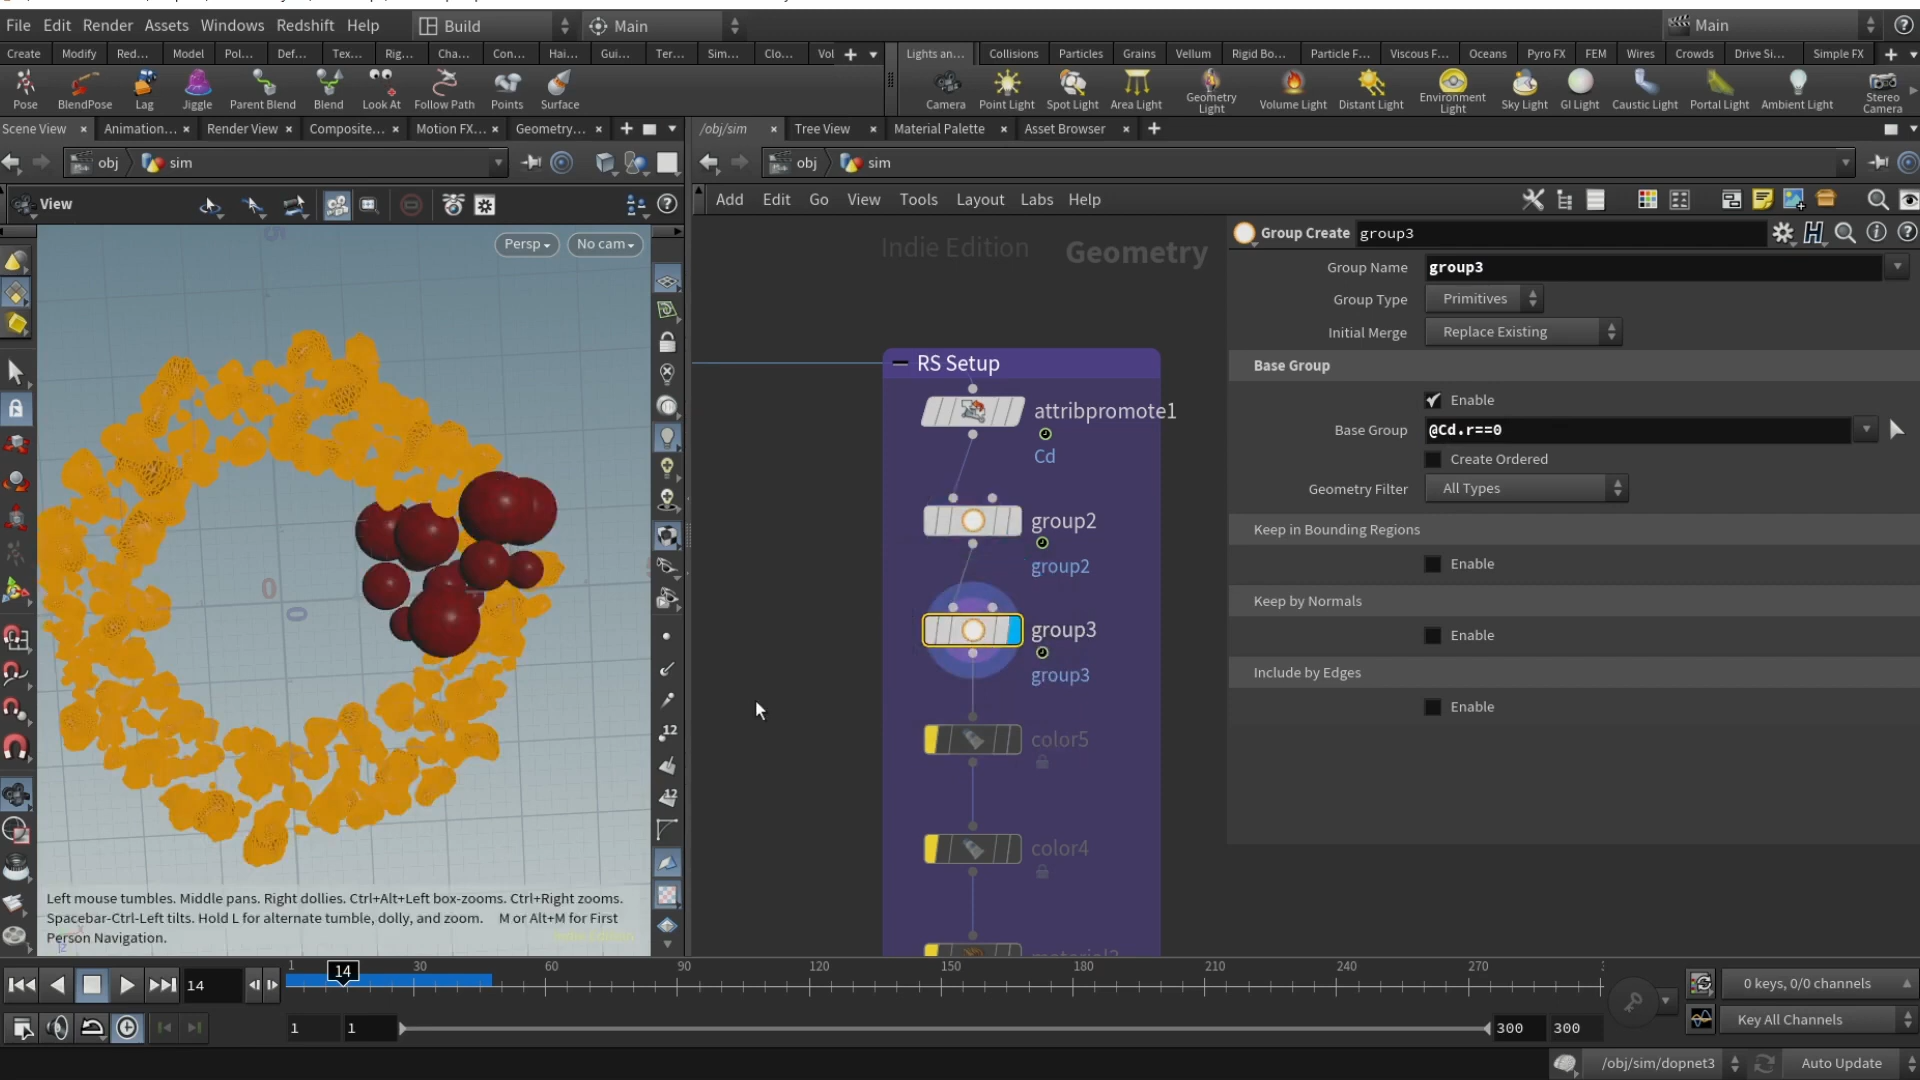 File Edit Render Assets Windows Redshift Help Build Main Main
Create Modify Red... Model Pol... Def... Tex... Rig... Cha... Con... Hai... Gui... Ter... Sim... Clo... Vol
Lights an... Collisions Particles Grains Vellum Rigid Bo... Particle F... Viscous F... Oceans Pyro FX FEM Wires Crowds Drive Si... Simple FX
Pose BlendPose Lag Jiggle Parent Blend Blend Look At Follow Path Points Surface
Camera Point Light Spot Light Area Light Geometry Light Volume Light Distant Light Environment Light Sky Light GI Light Caustic Light Portal Light Ambient Light Stereo Camera
Scene View Animation... Render View Composite... Motion FX... Geometry...
/obj/sim Tree View Material Palette Asset Browser
obj sim
obj sim
View
Add Edit Go View Tools Layout Labs Help
Persp No cam
Indie Edition Geometry
Group Create group3
Group Name group3
Group Type Primitives
Initial Merge Replace Existing
Base Group
Enable
Base Group @Cd.r==0
Create Ordered
Geometry Filter All Types
Keep in Bounding Regions
Enable
Keep by Normals
Enable
Include by Edges
Enable
RS Setup
attribpromote1
Cd
group2
group2
group3
group3
color5
color4
0
0
12
12
Left mouse tumbles. Middle pans. Right dollies. Ctrl+Alt+Left box-zooms. Ctrl+Right zooms.
Spacebar-Ctrl-Left tilts. Hold L for alternate tumble, dolly, and zoom. M or Alt+M for First
Person Navigation.
1 14 30 60 90 120 150 180 210 240 270
14
0 keys, 0/0 channels
1 1 300 300
Key All Channels
/obj/sim/dopnet3 Auto Update